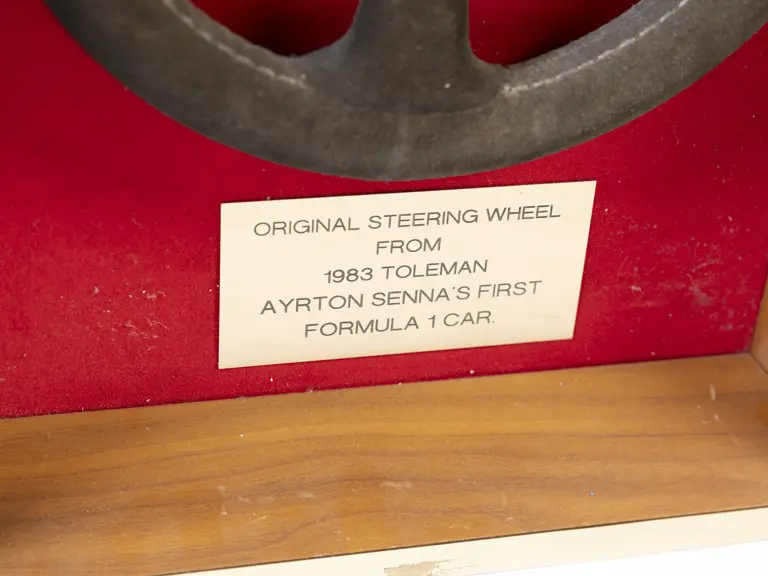 ORIGINAL STEERING WHEEL
FROM
1983 TOLEMAN
AYRTON SENNA'S FIRST
FORMULA 1 CAR.